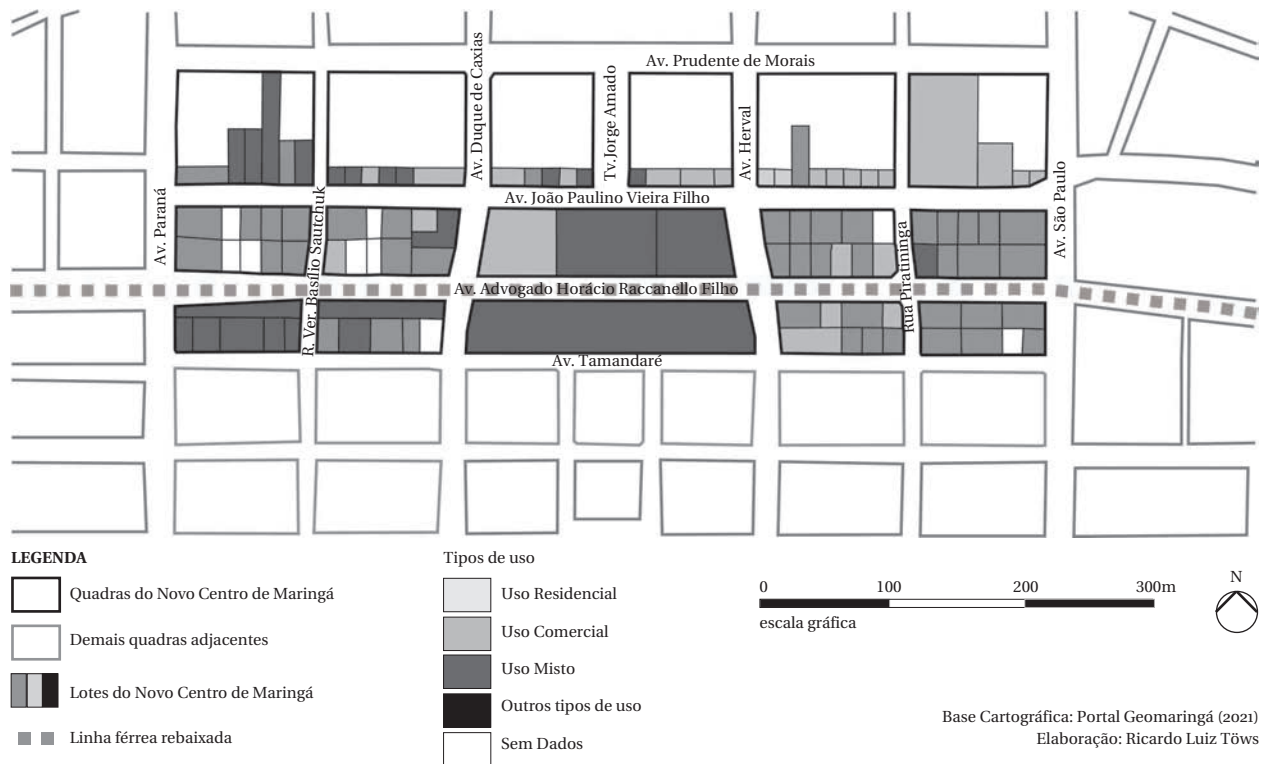 Av. Prudente de Morais
Av. Duque de Caxias
Tv. Jorge Amado
Av. Herval
Av. João Paulino Vieira Filho
Av. Paraná
R. Ver. Basílio Sautchuk
Av. São Paulo
Rua Piratininga
Av. Advogado Horácio Raccanello Filho
Av. Tamandaré
LEGENDA
Quadras do Novo Centro de Maringá
Demais quadras adjacentes
Lotes do Novo Centro de Maringá
Linha férrea rebaixada
Tipos de uso
Uso Residencial
Uso Comercial
Uso Misto
Outros tipos de uso
Sem Dados
0 100 200 300m
escala gráfica
N
Base Cartográfica: Portal Geomaringá (2021)
Elaboração: Ricardo Luiz Töws